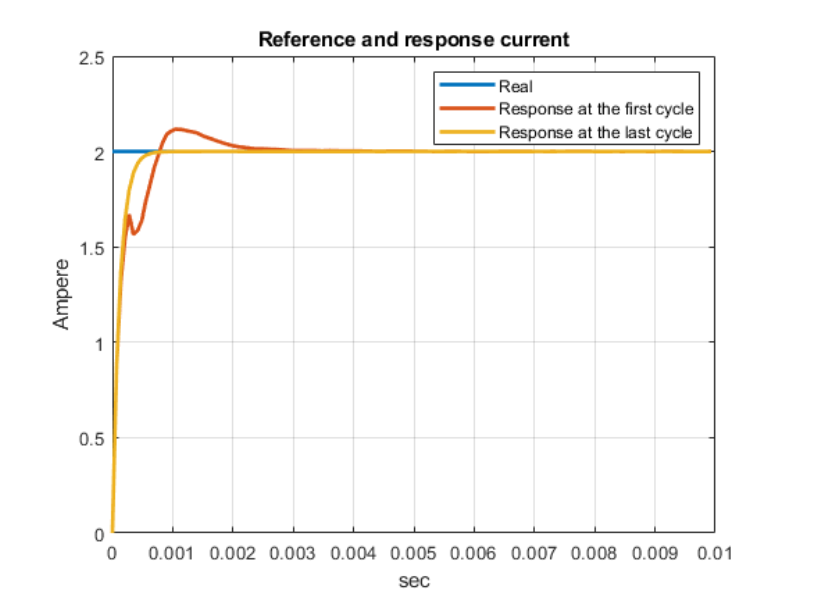 Reference and response current
2.5
2
1.5
1
0.5
0
Ampere
Real
Response at the first cycle
Response at the last cycle
0 0.001 0.002 0.003 0.004 0.005 0.006 0.007 0.008 0.009 0.01
sec